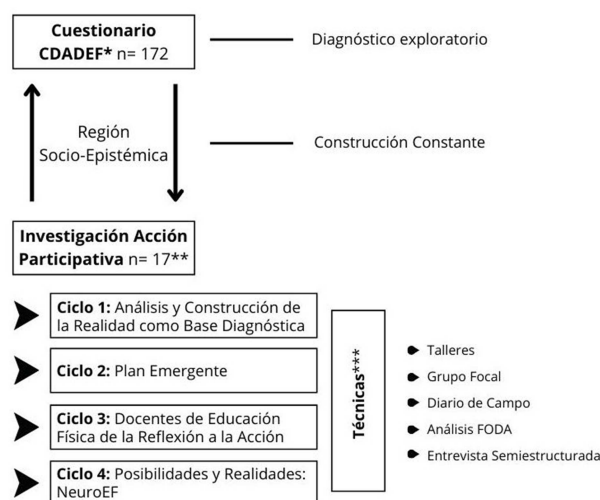 Cuestionario
CDADEF* n= 172
Diagnóstico exploratorio
Región
Socio-Epistémica
Construcción Constante
Investigación Acción
Participativa n= 17**
Ciclo 1: Análisis y Construcción de
la Realidad como Base Diagnóstica
Ciclo 2: Plan Emergente
Ciclo 3: Docentes de Educación
Física de la Reflexión a la Acción
Ciclo 4: Posibilidades y Realidades:
NeuroEF
Técnicas***
Talleres
Grupo Focal
Diario de Campo
Análisis FODA
Entrevista Semiestructurada